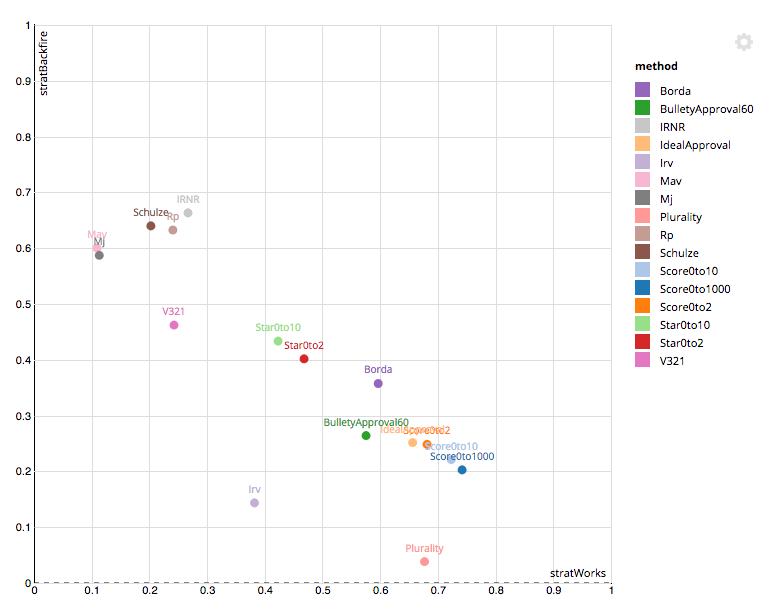 1
stratBackfire
0.9
0.8
0.7
0.6
0.5
0.4
0.3
0.2
0.1
0
IRNR
Schulze
Rp
Mav
Mj
V321
Star0to10
Star0to2
Borda
BulletyApproval60
IdealApproval
Score0to2
Score0to10
Score0to1000
Irv
Plurality
stratWorks
0
0.1
0.2
0.3
0.4
0.5
0.6
0.7
0.8
0.9
1
method
Borda
BulletyApproval60
IRNR
IdealApproval
Irv
Mav
Mj
Plurality
Rp
Schulze
Score0to10
Score0to1000
Score0to2
Star0to10
Star0to2
V321